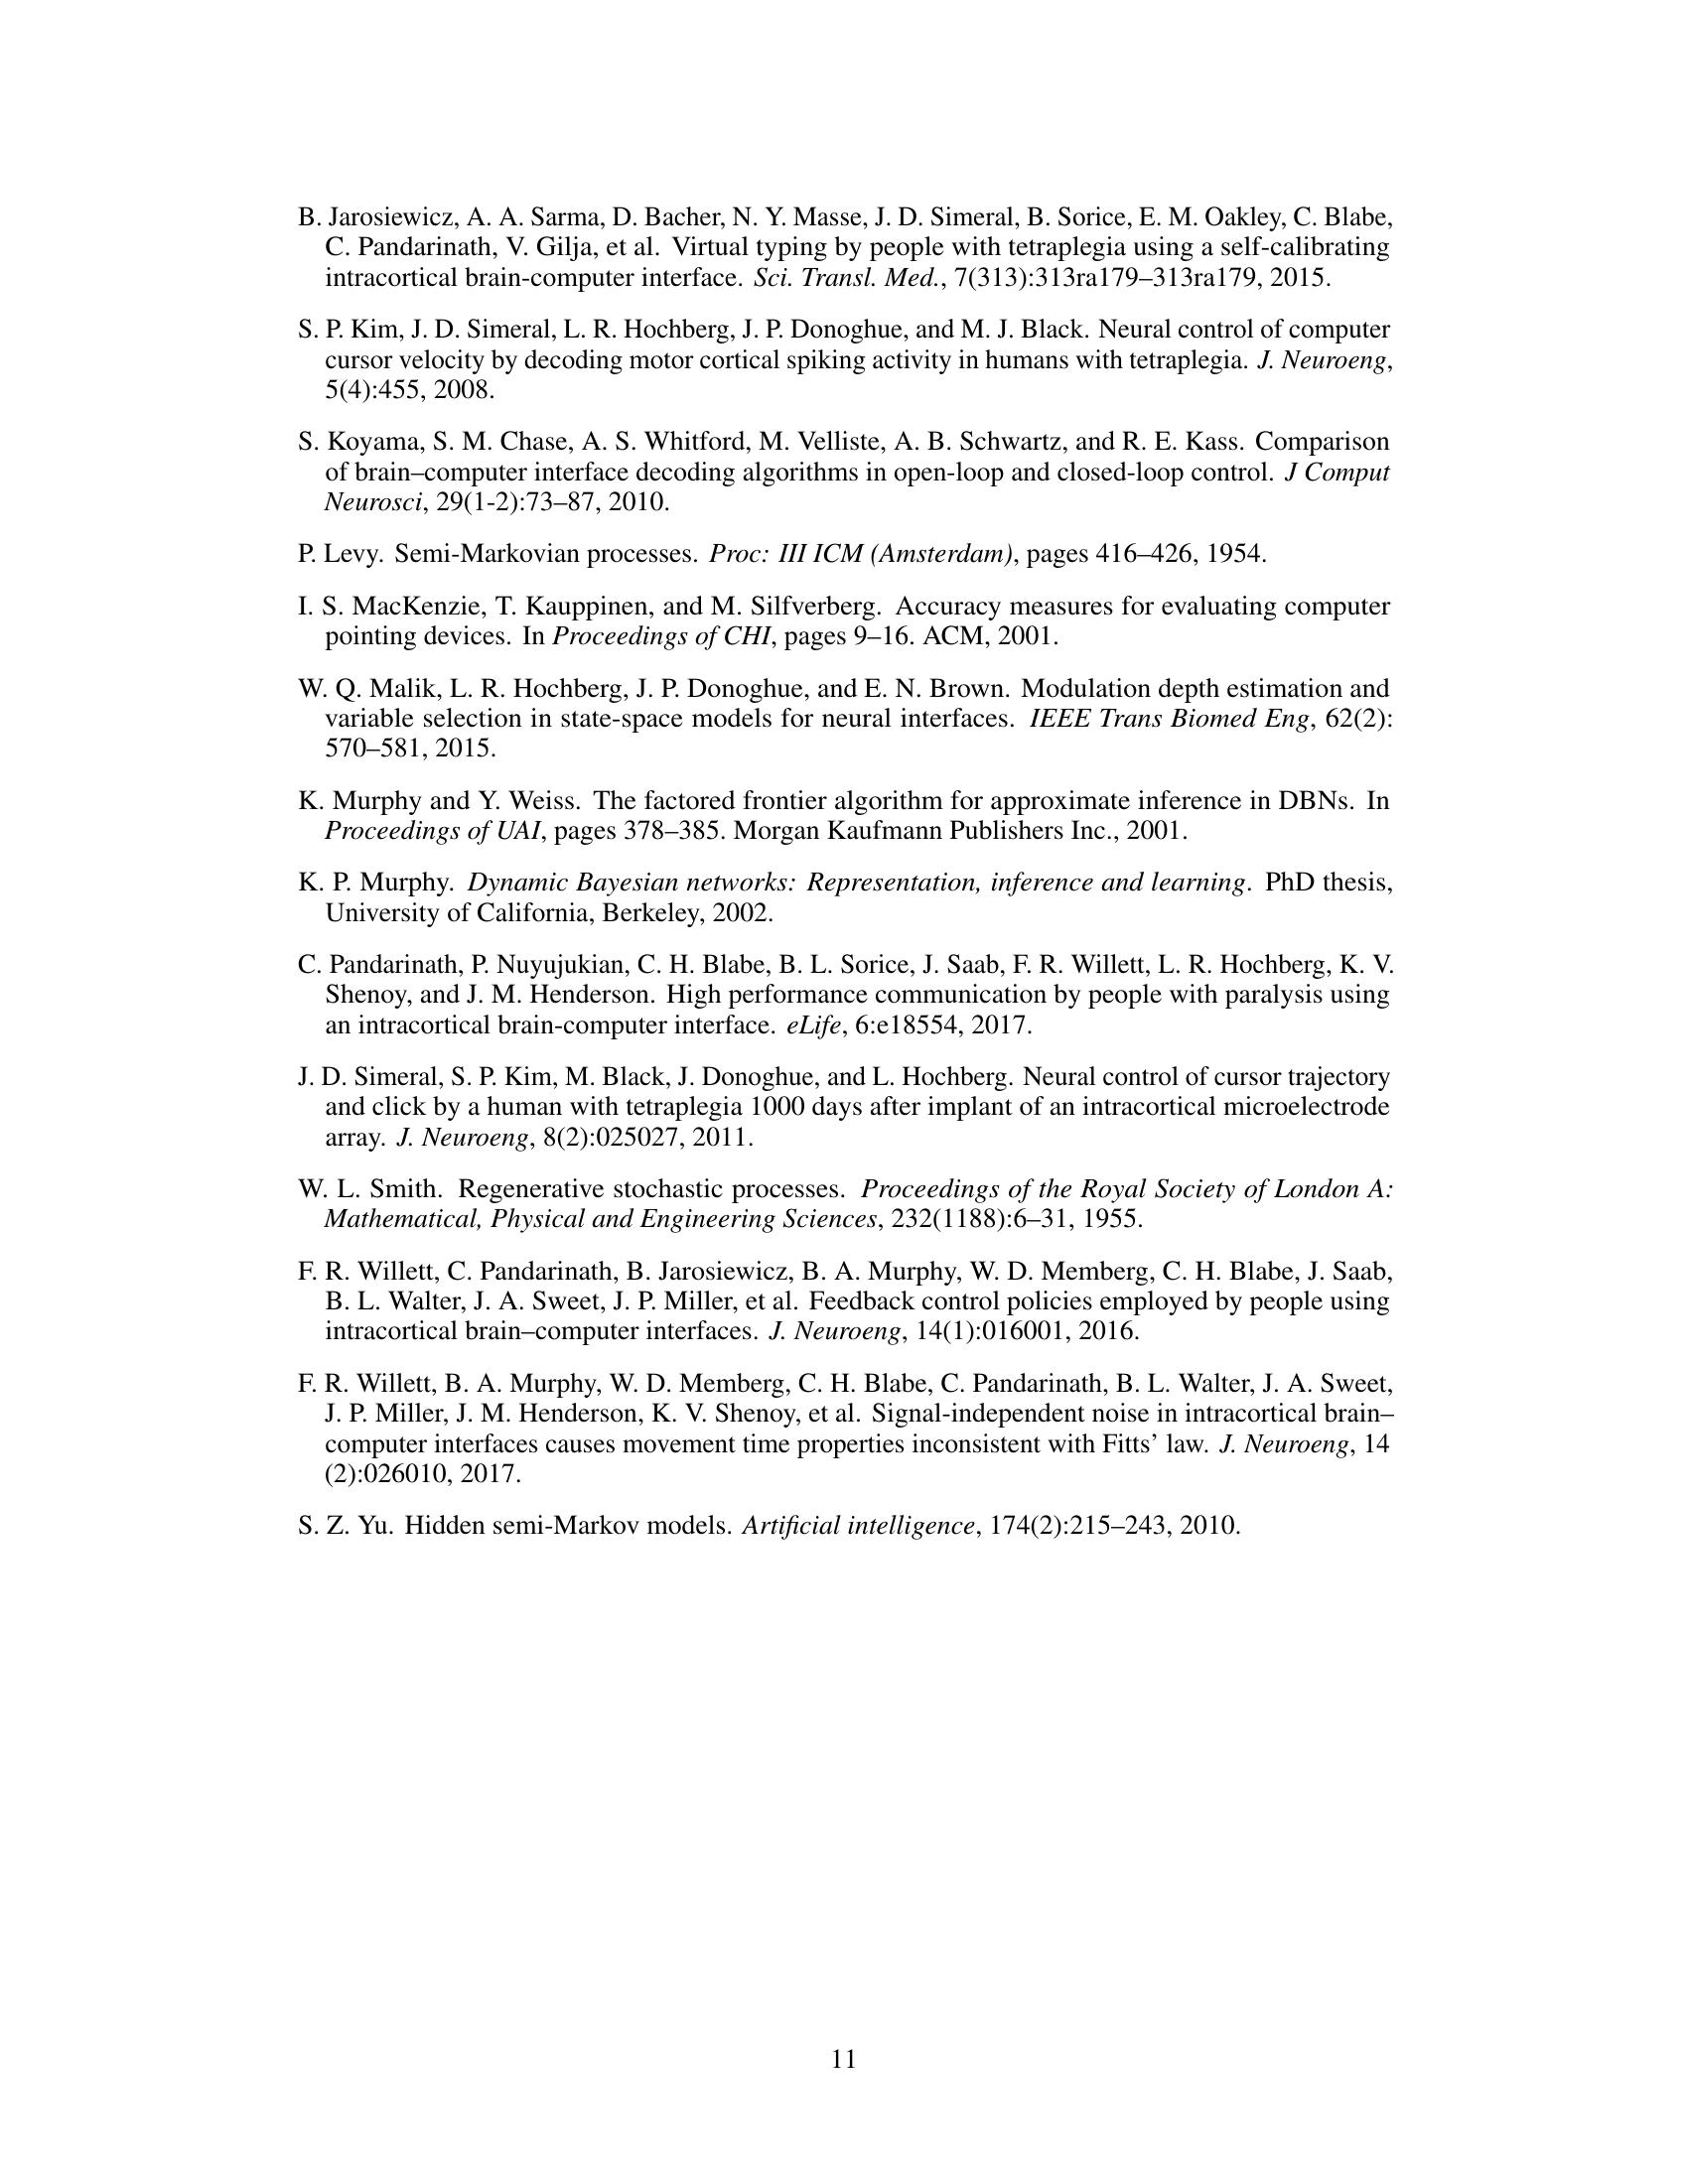 B. Jarosiewicz, A. A. Sarma, D. Bacher, N. Y. Masse, J. D. Simeral, B. Sorice, E. M. Oakley, C. Blabe,
C. Pandarinath, V. Gilja, et al. Virtual typing by people with tetraplegia using a self-calibrating
intracortical brain-computer interface. Sci. Transl. Med., 7(313):313ra179–313ra179, 2015.
S. P. Kim, J. D. Simeral, L. R. Hochberg, J. P. Donoghue, and M. J. Black. Neural control of computer
cursor velocity by decoding motor cortical spiking activity in humans with tetraplegia. J. Neuroeng,
5(4):455, 2008.
S. Koyama, S. M. Chase, A. S. Whitford, M. Velliste, A. B. Schwartz, and R. E. Kass. Comparison
of brain–computer interface decoding algorithms in open-loop and closed-loop control. J Comput
Neurosci, 29(1-2):73–87, 2010.
P. Levy. Semi-Markovian processes. Proc: III ICM (Amsterdam), pages 416–426, 1954.
I. S. MacKenzie, T. Kauppinen, and M. Silfverberg. Accuracy measures for evaluating computer
pointing devices. In Proceedings of CHI, pages 9–16. ACM, 2001.
W. Q. Malik, L. R. Hochberg, J. P. Donoghue, and E. N. Brown. Modulation depth estimation and
variable selection in state-space models for neural interfaces. IEEE Trans Biomed Eng, 62(2):
570–581, 2015.
K. Murphy and Y. Weiss. The factored frontier algorithm for approximate inference in DBNs. In
Proceedings of UAI, pages 378–385. Morgan Kaufmann Publishers Inc., 2001.
K. P. Murphy. Dynamic Bayesian networks: Representation, inference and learning. PhD thesis,
University of California, Berkeley, 2002.
C. Pandarinath, P. Nuyujukian, C. H. Blabe, B. L. Sorice, J. Saab, F. R. Willett, L. R. Hochberg, K. V.
Shenoy, and J. M. Henderson. High performance communication by people with paralysis using
an intracortical brain-computer interface. eLife, 6:e18554, 2017.
J. D. Simeral, S. P. Kim, M. Black, J. Donoghue, and L. Hochberg. Neural control of cursor trajectory
and click by a human with tetraplegia 1000 days after implant of an intracortical microelectrode
array. J. Neuroeng, 8(2):025027, 2011.
W. L. Smith. Regenerative stochastic processes. Proceedings of the Royal Society of London A:
Mathematical, Physical and Engineering Sciences, 232(1188):6–31, 1955.
F. R. Willett, C. Pandarinath, B. Jarosiewicz, B. A. Murphy, W. D. Memberg, C. H. Blabe, J. Saab,
B. L. Walter, J. A. Sweet, J. P. Miller, et al. Feedback control policies employed by people using
intracortical brain–computer interfaces. J. Neuroeng, 14(1):016001, 2016.
F. R. Willett, B. A. Murphy, W. D. Memberg, C. H. Blabe, C. Pandarinath, B. L. Walter, J. A. Sweet,
J. P. Miller, J. M. Henderson, K. V. Shenoy, et al. Signal-independent noise in intracortical brain–
computer interfaces causes movement time properties inconsistent with Fitts’ law. J. Neuroeng, 14
(2):026010, 2017.
S. Z. Yu. Hidden semi-Markov models. Artificial intelligence, 174(2):215–243, 2010.
11